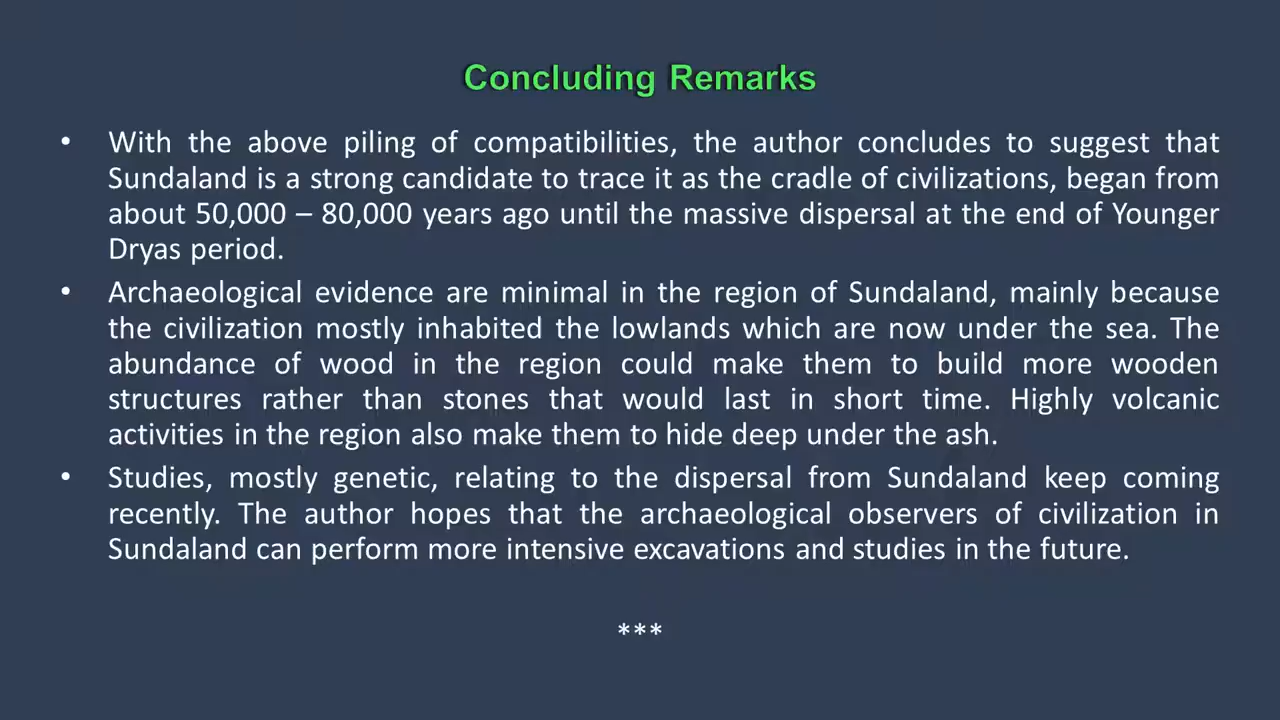 Concluding Remarks
• With the above piling of compatibilities, the author concludes to suggest that
Sundaland is a strong candidate to trace it as the cradle of civilizations, began from
about 50,000 – 80,000 years ago until the massive dispersal at the end of Younger
Dryas period.
• Archaeological evidence are minimal in the region of Sundaland, mainly because
the civilization mostly inhabited the lowlands which are now under the sea. The
abundance of wood in the region could make them to build more wooden
structures rather than stones that would last in short time. Highly volcanic
activities in the region also make them to hide deep under the ash.
• Studies, mostly genetic, relating to the dispersal from Sundaland keep coming
recently. The author hopes that the archaeological observers of civilization in
Sundaland can perform more intensive excavations and studies in the future.
***